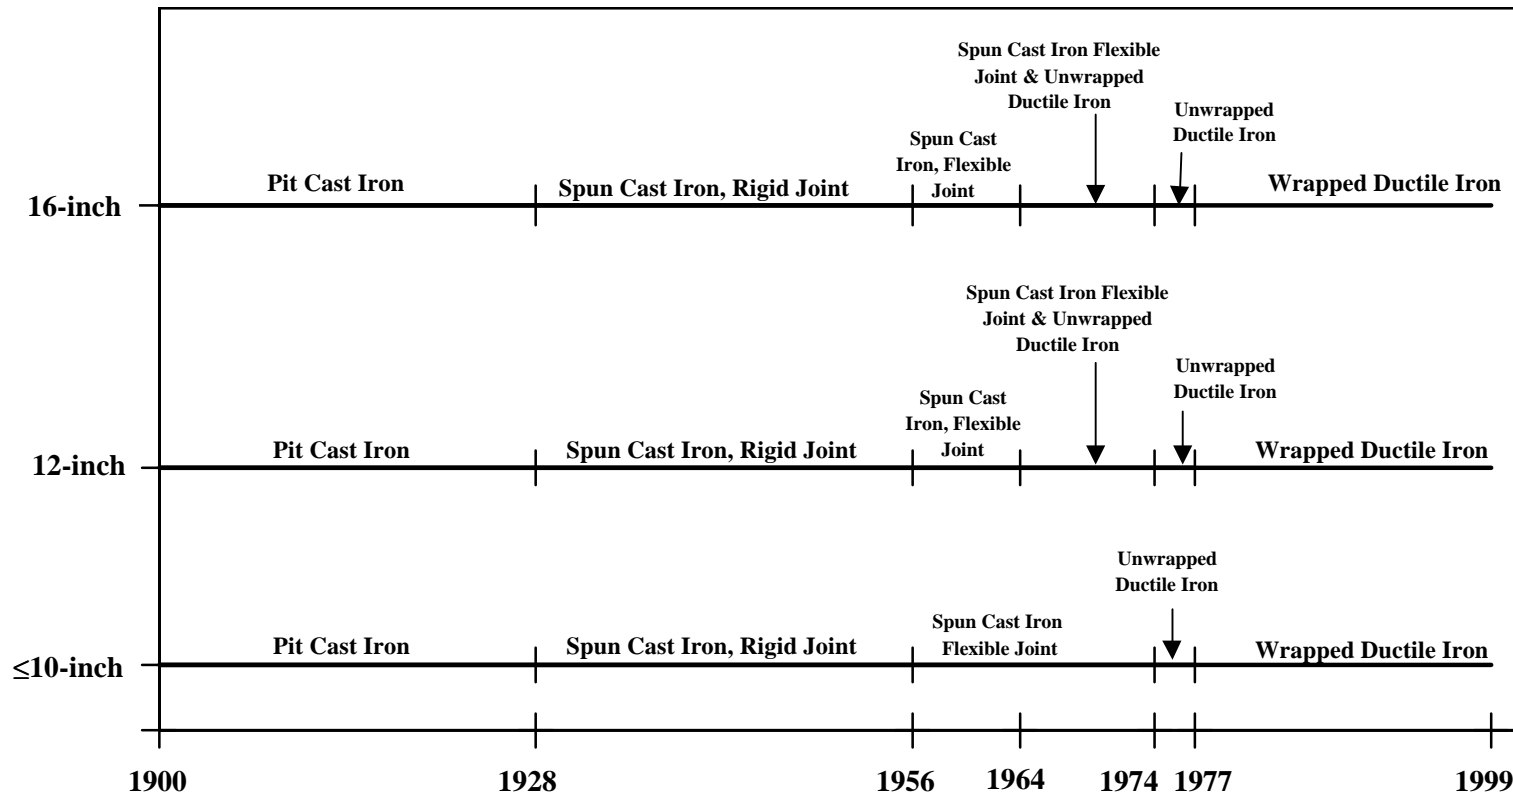 Spun Cast Iron Flexible
Joint & Unwrapped
Ductile Iron
Unwrapped
Ductile Iron
Spun Cast
Iron, Flexible
Joint
Pit Cast Iron
Spun Cast Iron, Rigid Joint
Wrapped Ductile Iron
16-inch
Spun Cast Iron Flexible
Joint & Unwrapped
Ductile Iron
Unwrapped
Ductile Iron
Spun Cast
Iron, Flexible
Joint
Pit Cast Iron
Spun Cast Iron, Rigid Joint
Wrapped Ductile Iron
12-inch
Unwrapped
Ductile Iron
Spun Cast Iron
Flexible Joint
Pit Cast Iron
Spun Cast Iron, Rigid Joint
Wrapped Ductile Iron
≤10-inch
1900
1928
1956
1964
1974
1977
1999